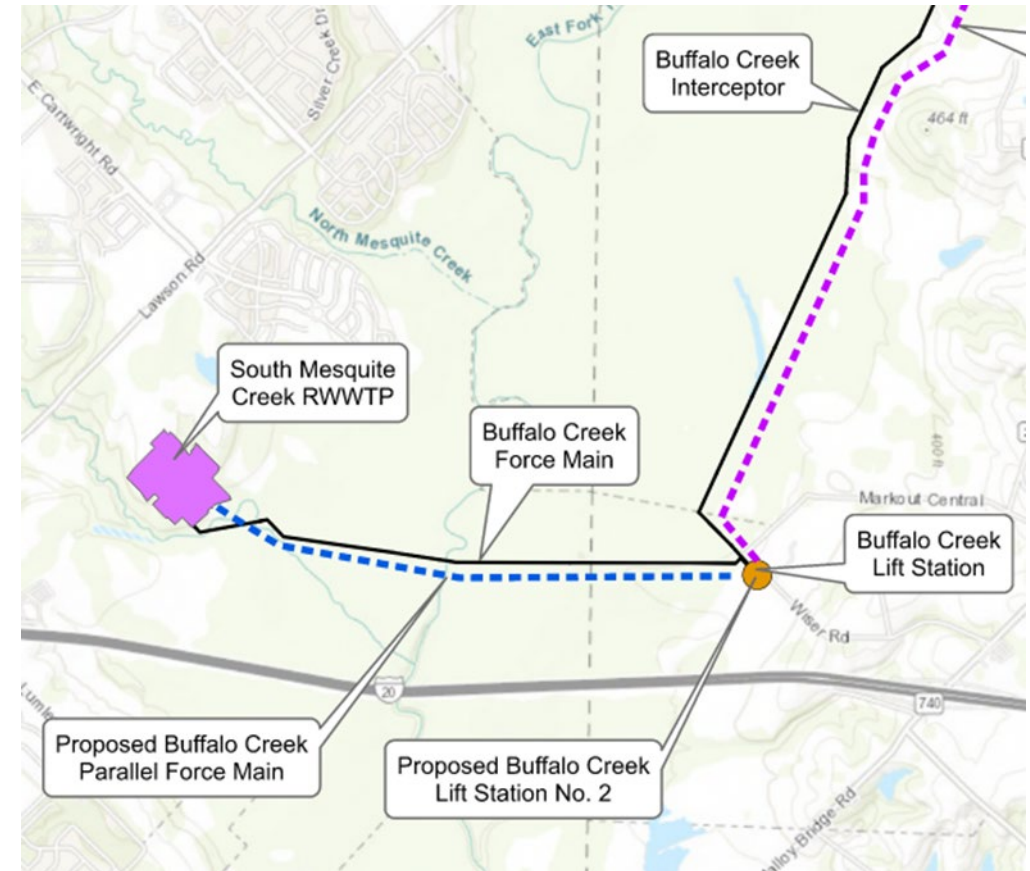 East Fork
Buffalo Creek
Interceptor
464 ft
Silver Creek Dr
E Cartwright Rd
North Mesquite
Creek
Lawson Rd
South Mesquite
Creek RWWTP
Buffalo Creek
Force Main
400 ft
Markout Central
Buffalo Creek
Lift Station
Wiser Rd
20
740
Proposed Buffalo Creek
Parallel Force Main
Proposed Buffalo Creek
Lift Station No. 2
Bridge Rd